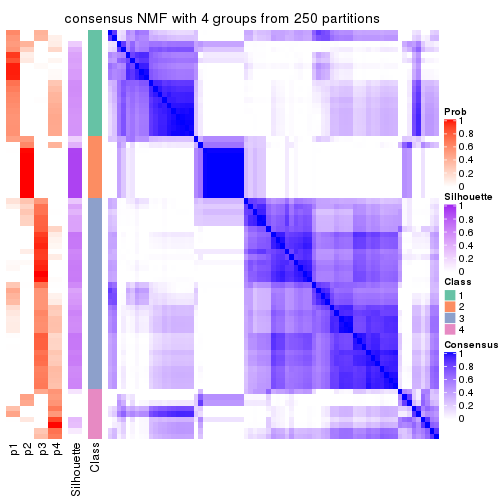 consensus NMF with 4 groups from 250 partitions
Prob
1
0.8
0.6
0.4
0.2
0
Silhouette
1
0.8
0.6
0.4
0.2
0
Class
1
2
3
4
Consensus
1
0.8
0.6
0.4
0.2
0
p1
p2
p3
p4
Silhouette
Class